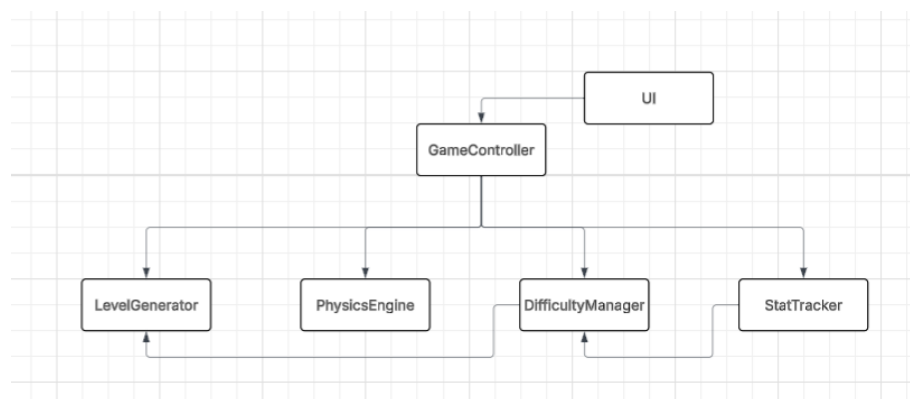 UI
GameController
LevelGenerator
PhysicsEngine
DifficultyManager
StatTracker